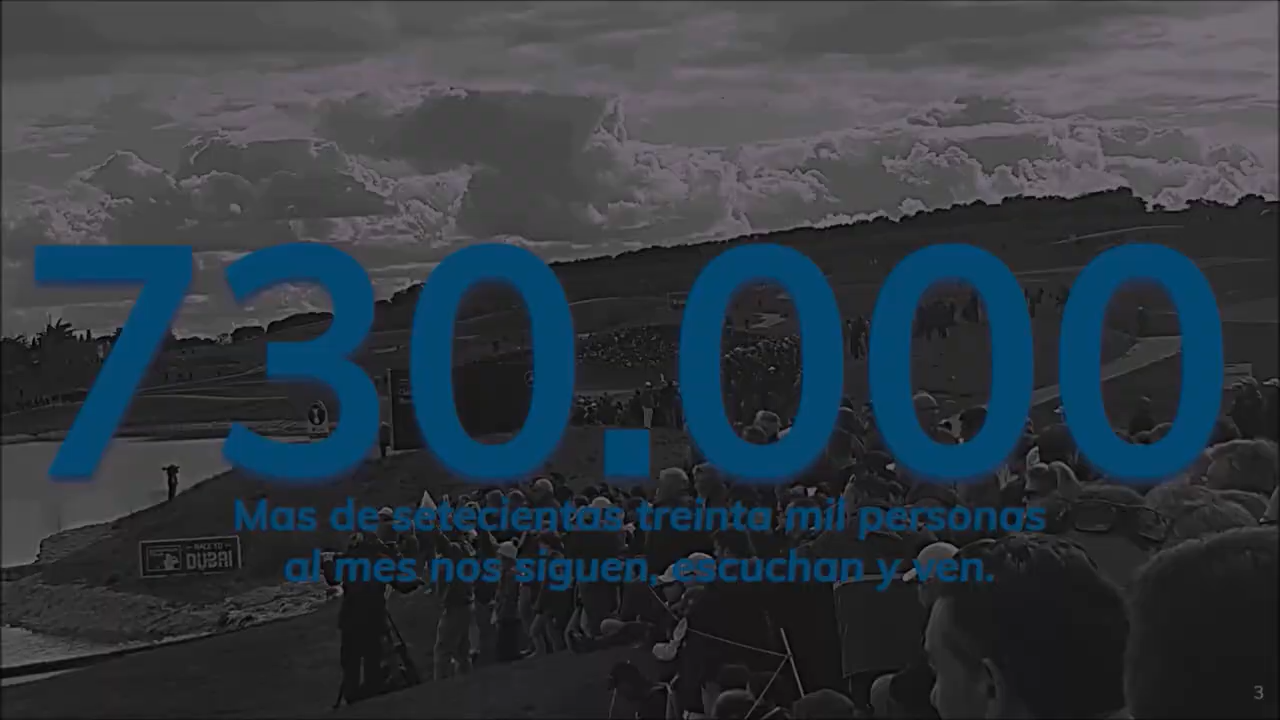 730.000
Mas de setecientas treinta mil personas
al mes nos siguen, escuchan y ven.
RACE TO
DUBAI
3